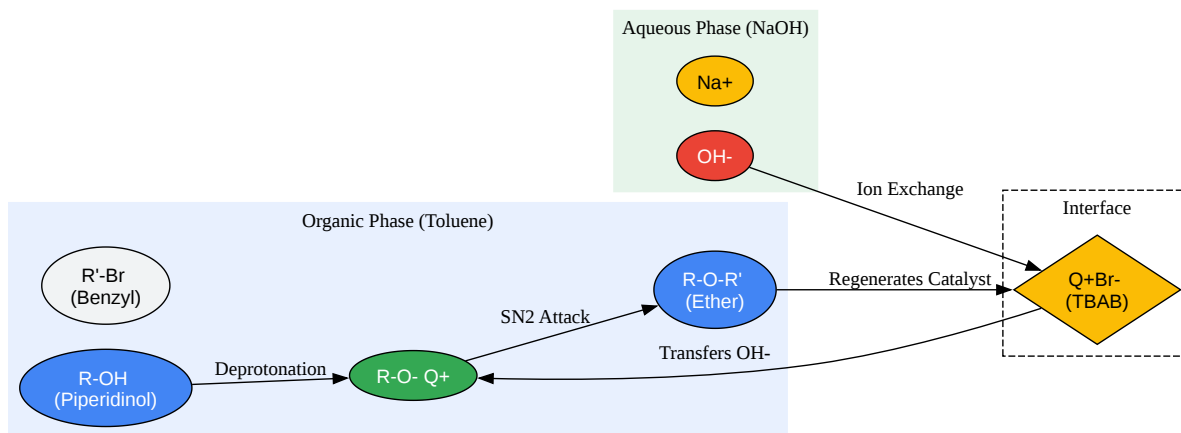 Aqueous Phase (NaOH)
Na+
OH-
Ion Exchange
Interface
Q+Br-
(TBAB)
Organic Phase (Toluene)
R'-Br
(Benzyl)
R-OH
(Piperidinol)
Deprotonation
R-O- Q+
SN2 Attack
R-O-R'
(Ether)
Regenerates Catalyst
Transfers OH-